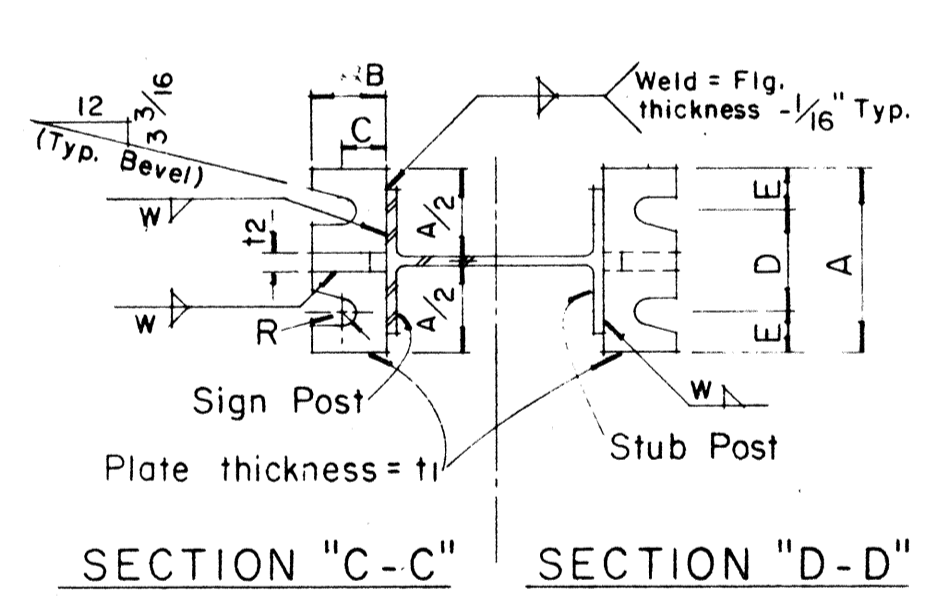 12
3 3/16
(Typ. Bevel)
B
C
Weld = Flg.
thickness - 1/16" Typ.
W
t2
W
R
A/2
A/2
E
D
E
A
W
Sign Post
Stub Post
Plate thickness = t1
SECTION "C-C"
SECTION "D-D"